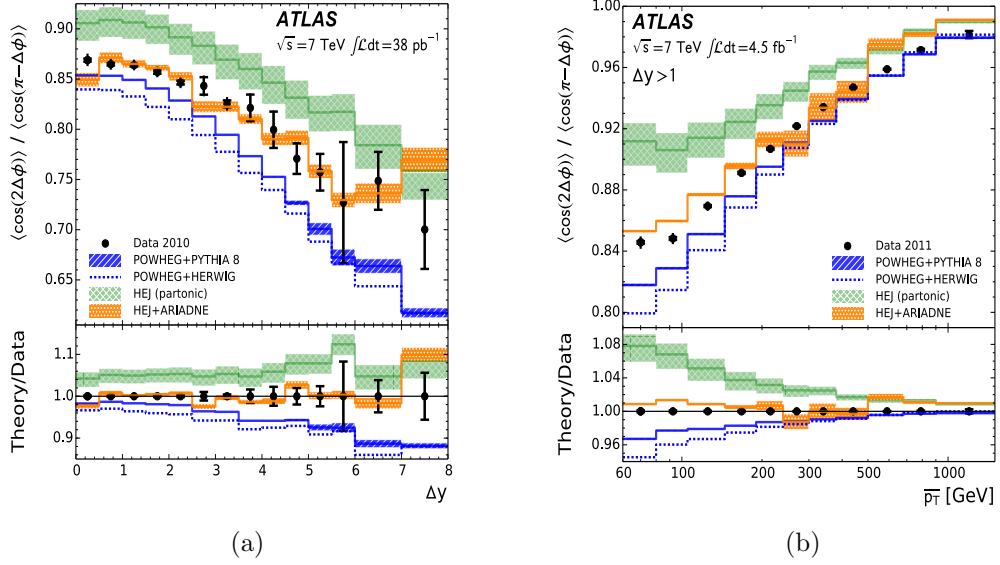 ATLAS
√s = 7 TeV ∫ℒdt = 38 pb⁻¹
⟨cos(2Δϕ)⟩ / ⟨cos(π−Δϕ)⟩
0.90
0.85
0.80
0.75
0.70
0.65
Data 2010
POWHEG+PYTHIA 8
POWHEG+HERWIG
HEJ (partonic)
HEJ+ARIADNE
Theory/Data
1.1
1.0
0.9
0 1 2 3 4 5 6 7 8
Δy
(a)
ATLAS
√s = 7 TeV ∫ℒdt = 4.5 fb⁻¹
Δy > 1
⟨cos(2Δϕ)⟩ / ⟨cos(π−Δϕ)⟩
1.00
0.96
0.92
0.88
0.84
0.80
Data 2011
POWHEG+PYTHIA 8
POWHEG+HERWIG
HEJ (partonic)
HEJ+ARIADNE
Theory/Data
1.08
1.04
1.00
0.96
60 100 200 300 500 1000
p̅T̅ [GeV]
(b)